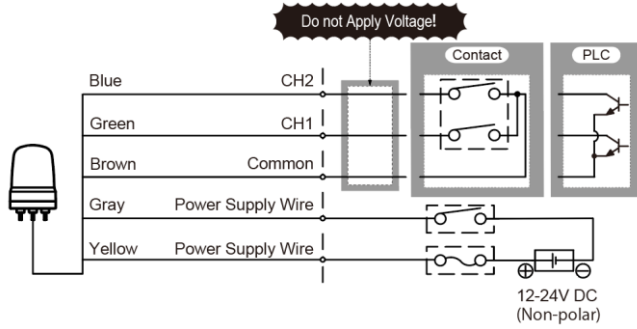 Do not Apply Voltage!
Contact
PLC
Blue CH2
Green CH1
Brown Common
Gray Power Supply Wire
Yellow Power Supply Wire
12-24V DC
(Non-polar)